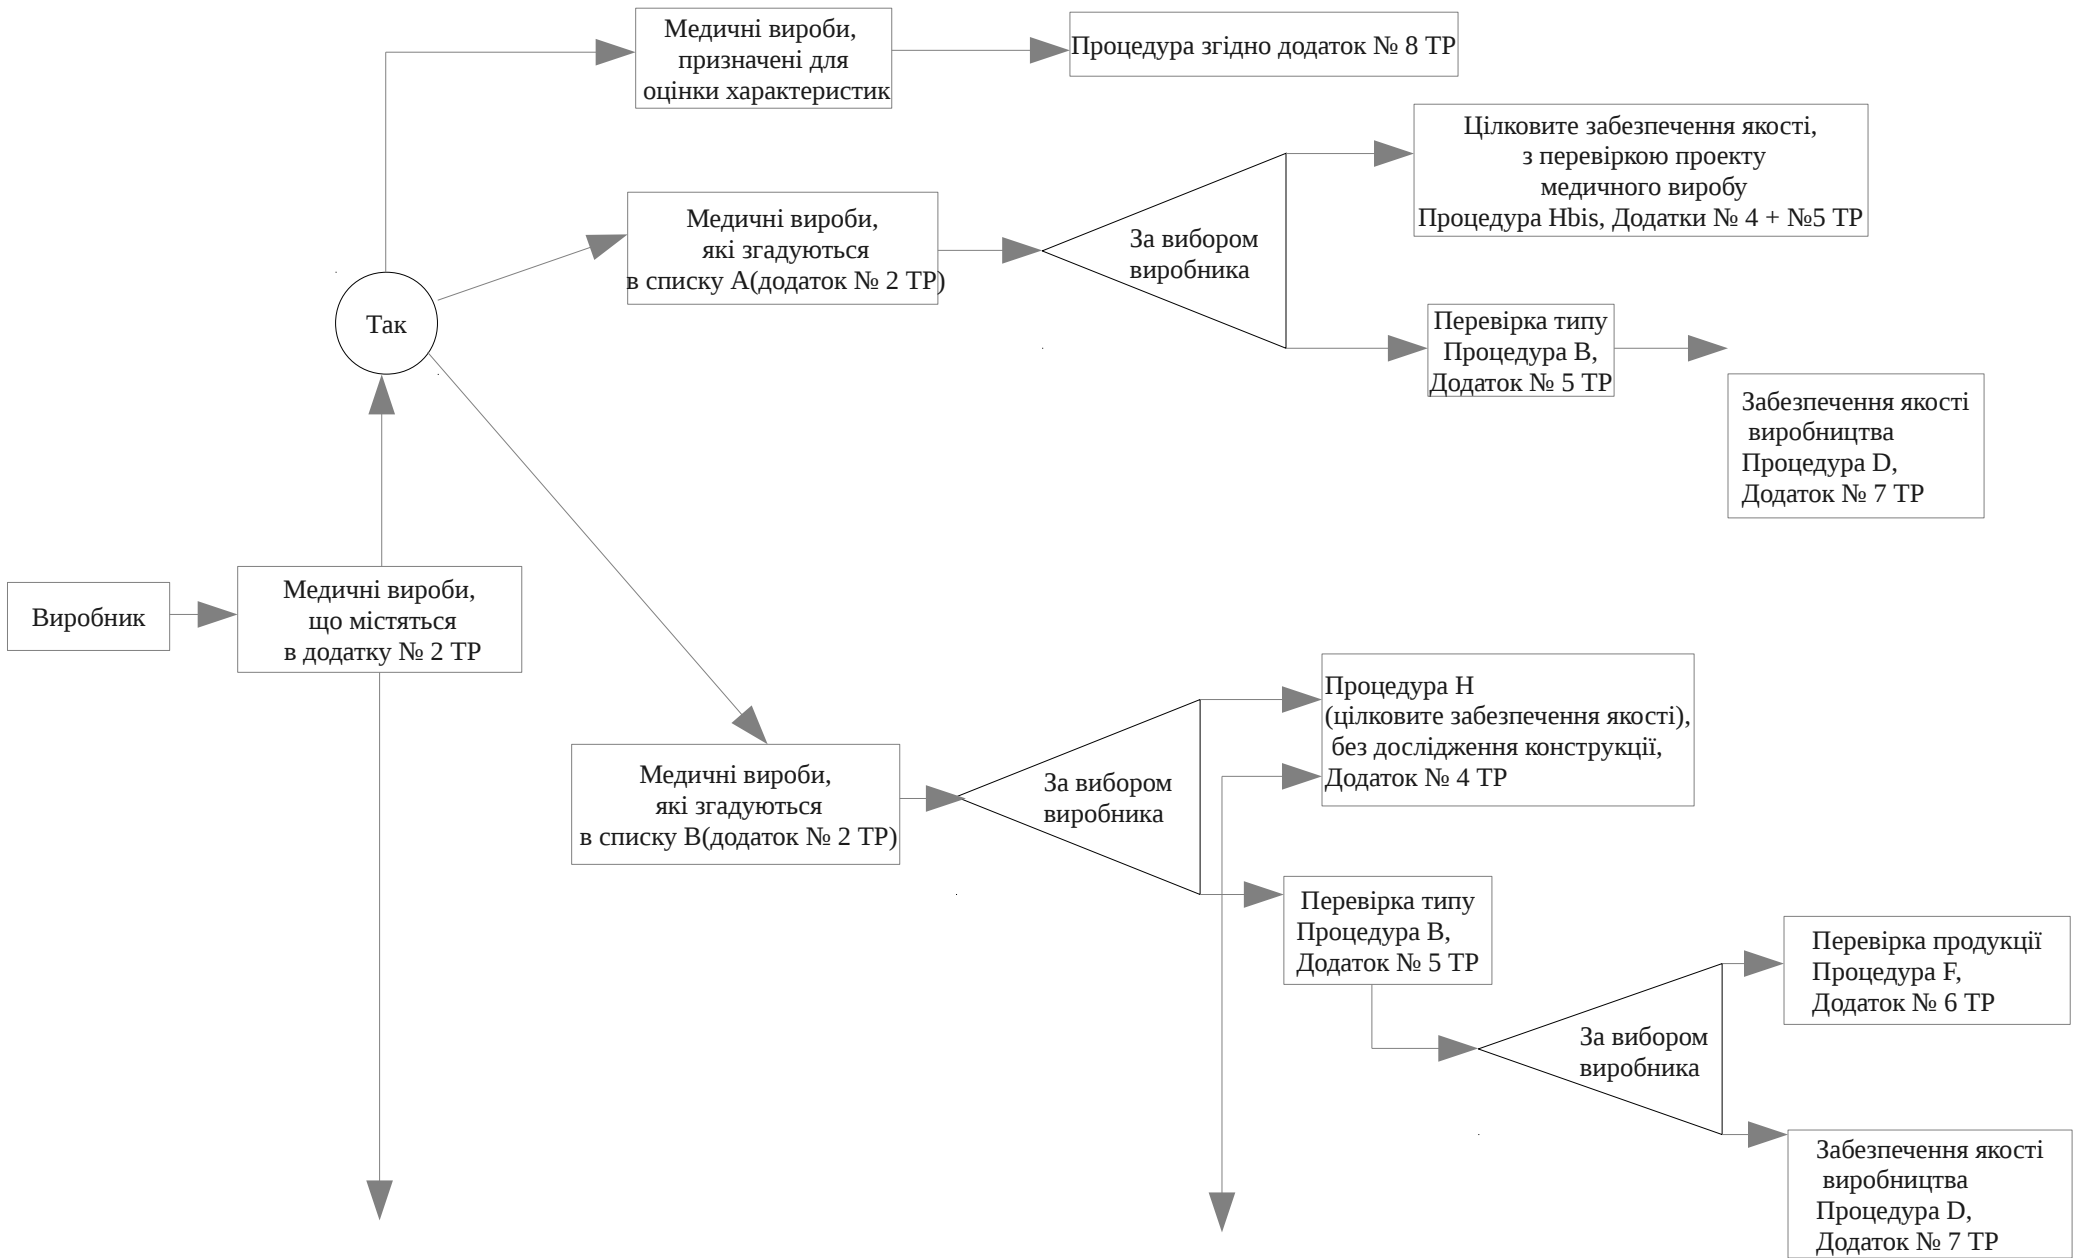 Медичні вироби,
призначені для
оцінки характеристик
Процедура згідно додаток № 8 ТР
Цілковите забезпечення якості,
з перевіркою проекту
медичного виробу
Процедура Hbis, Додатки № 4 + №5 ТР
Медичні вироби,
які згадуються
в списку А(додаток № 2 ТР)
За вибором
виробника
Так
Перевірка типу
Процедура В,
Додаток № 5 ТР
Забезпечення якості
виробництва
Процедура D,
Додаток № 7 ТР
Виробник
Медичні вироби,
що містяться
в додатку № 2 ТР
Процедура Н
(цілковите забезпечення якості),
без дослідження конструкції,
Додаток № 4 ТР
Медичні вироби,
які згадуються
в списку В(додаток № 2 ТР)
За вибором
виробника
Перевірка типу
Процедура В,
Додаток № 5 ТР
Перевірка продукції
Процедура F,
Додаток № 6 ТР
За вибором
виробника
Забезпечення якості
виробництва
Процедура D,
Додаток № 7 ТР